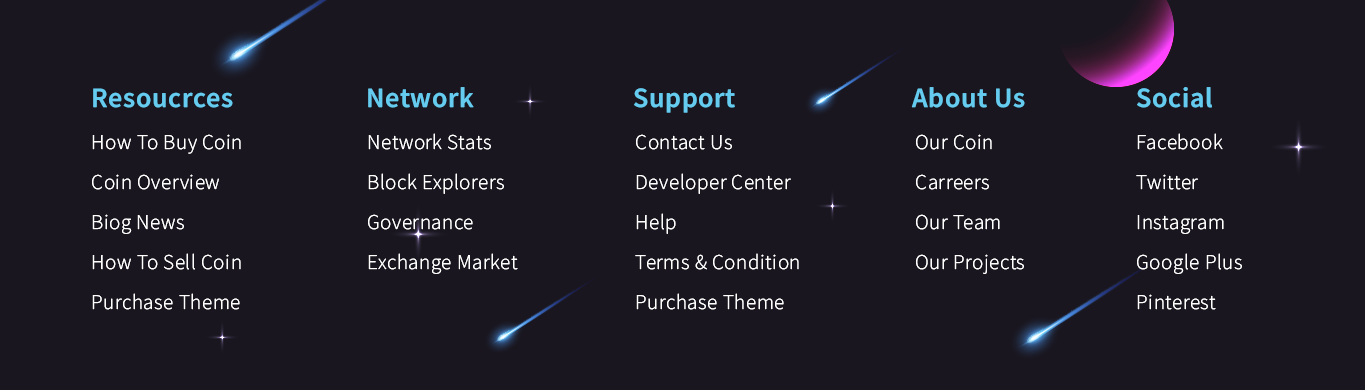 Resoucrces
How To Buy Coin
Coin Overview
Biog News
How To Sell Coin
Purchase Theme
Network
Network Stats
Block Explorers
Governance
Exchange Market
Support
Contact Us
Developer Center
Help
Terms & Condition
Purchase Theme
About Us
Our Coin
Carreers
Our Team
Our Projects
Social
Facebook
Twitter
Instagram
Google Plus
Pinterest